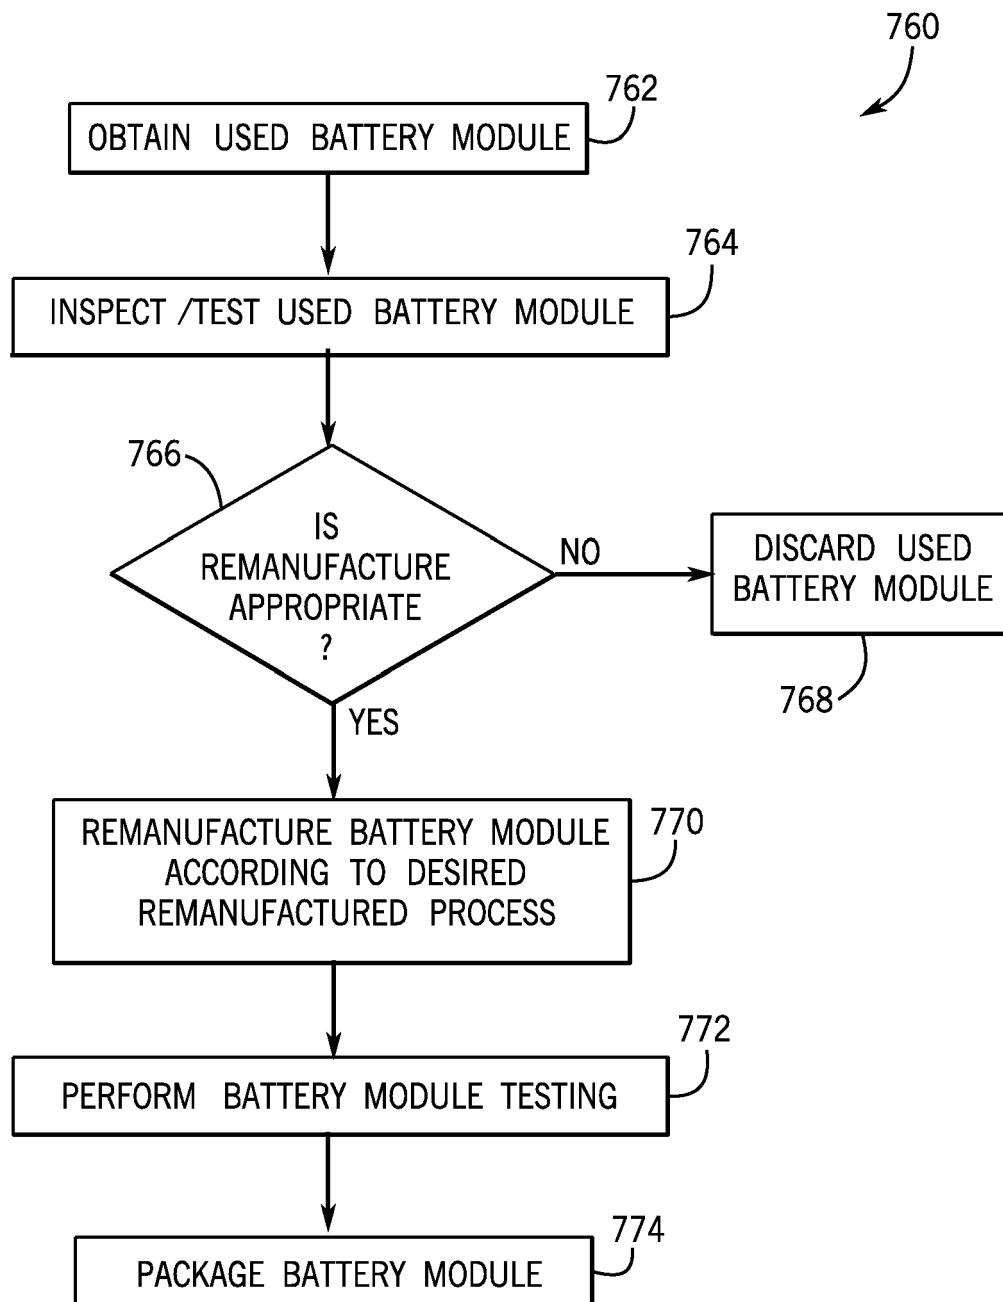 760
762
OBTAIN USED BATTERY MODULE
764
INSPECT /TEST USED BATTERY MODULE
766
IS
REMANUFACTURE
APPROPRIATE
?
NO
DISCARD USED
BATTERY MODULE
768
YES
REMANUFACTURE BATTERY MODULE
ACCORDING TO DESIRED
REMANUFACTURED PROCESS
770
772
PERFORM BATTERY MODULE TESTING
774
PACKAGE BATTERY MODULE